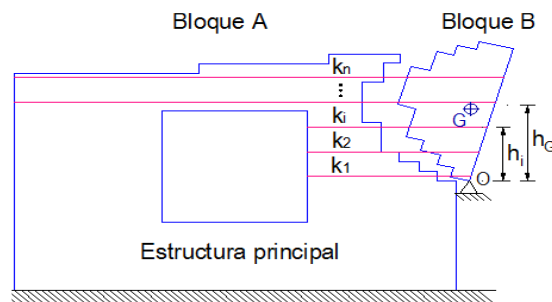 Bloque A
Bloque B
kn
⋮
ki
k2
k1
G
hG
hi
O
Estructura principal